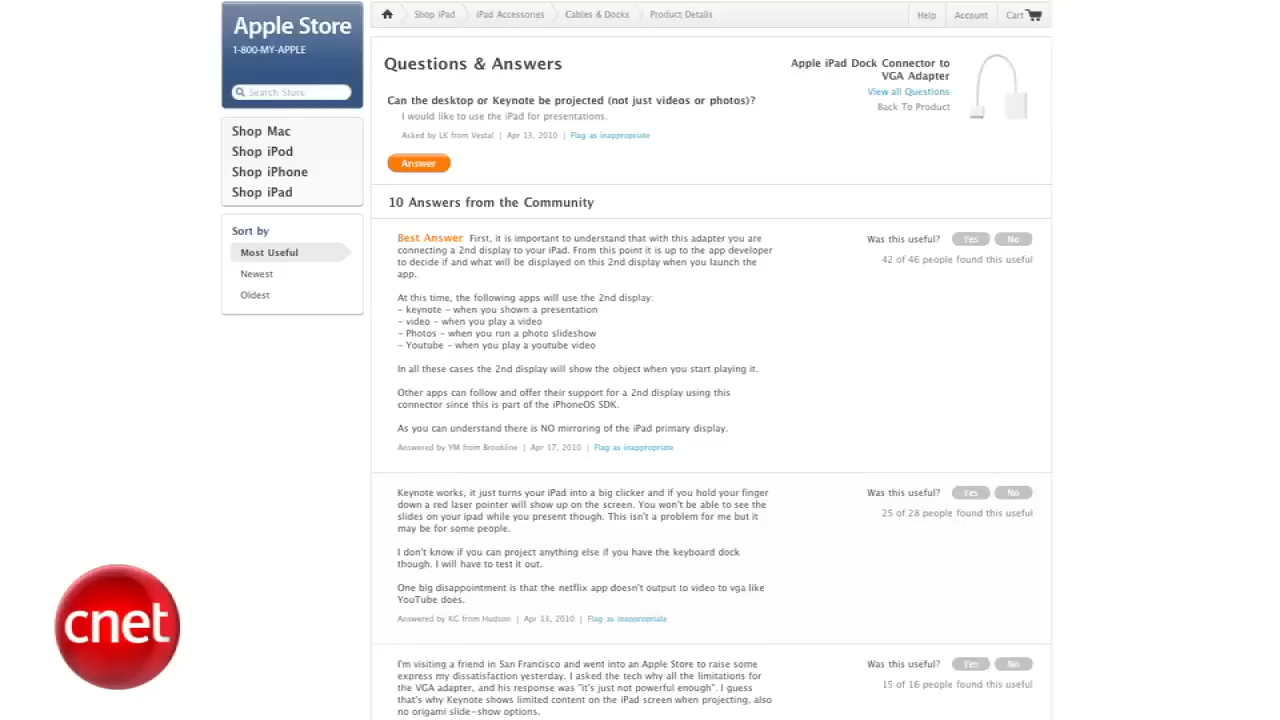 Apple Store
1-800-MY-APPLE
Search Store
Shop Mac
Shop iPod
Shop iPhone
Shop iPad
Sort by
Most Useful
Newest
Oldest
Shop iPad
iPad Accessories
Cables & Docks
Product Details
Help
Account
Cart
Questions & Answers
Can the desktop or Keynote be projected (not just videos or photos)?
I would like to use the iPad for presentations.
Asked by LK from Vestal | Apr 13, 2010 | Flag as inappropriate
Answer
Apple iPad Dock Connector to
VGA Adapter
View all Questions
Back To Product
10 Answers from the Community
Best Answer First, it is important to understand that with this adapter you are
connecting a 2nd display to your iPad. From this point it is up to the app developer
to decide if and what will be displayed on this 2nd display when you launch the
app.
At this time, the following apps will use the 2nd display:
- keynote - when you shown a presentation
- video - when you play a video
- Photos - when you run a photo slideshow
- Youtube - when you play a youtube video
In all these cases the 2nd display will show the object when you start playing it.
Other apps can follow and offer their support for a 2nd display using this
connector since this is part of the iPhoneOS SDK.
As you can understand there is NO mirroring of the iPad primary display.
Answered by YM from Brookline | Apr 17, 2010 | Flag as inappropriate
Was this useful? Yes No
42 of 46 people found this useful
Keynote works, it just turns your iPad into a big clicker and if you hold your finger
down a red laser pointer will show up on the screen. You won't be able to see the
slides on your ipad while you present though. This isn't a problem for me but it
may be for some people.
I don't know if you can project anything else if you have the keyboard dock
though. I will have to test it out.
One big disappointment is that the netflix app doesn't output to video to vga like
YouTube does.
Answered by KG from Hudson | Apr 13, 2010 | Flag as inappropriate
Was this useful? Yes No
25 of 28 people found this useful
I'm visiting a friend in San Francisco and went into an Apple Store to raise some
express my dissatisfaction yesterday. I asked the tech why all the limitations for
the VGA adapter, and his response was "it's just not powerful enough". I guess
that's why Keynote shows limited content on the iPad screen when projecting, also
no origami slide-show options.
Was this useful? Yes No
15 of 16 people found this useful
cnet